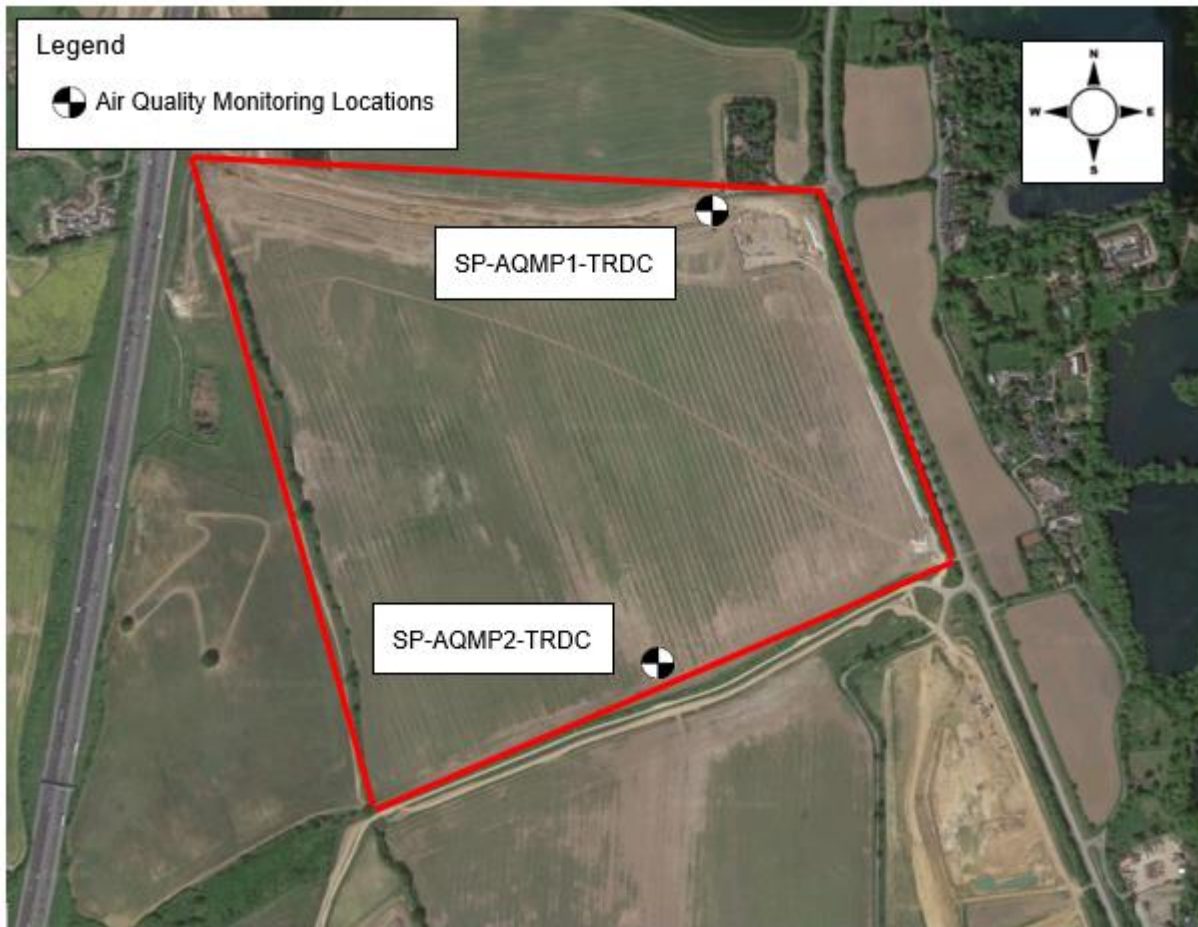 Legend
Air Quality Monitoring Locations
N
W
E
S
SP-AQMP1-TRDC
SP-AQMP2-TRDC